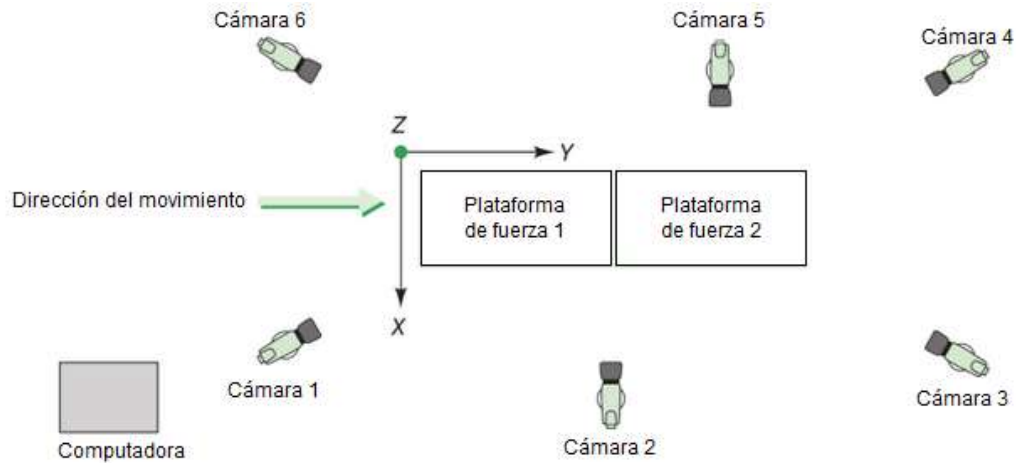 Cámara 6
Cámara 5
Cámara 4
Z
Y
Dirección del movimiento
Plataforma
de fuerza 1
Plataforma
de fuerza 2
X
Cámara 1
Cámara 3
Cámara 2
Computadora